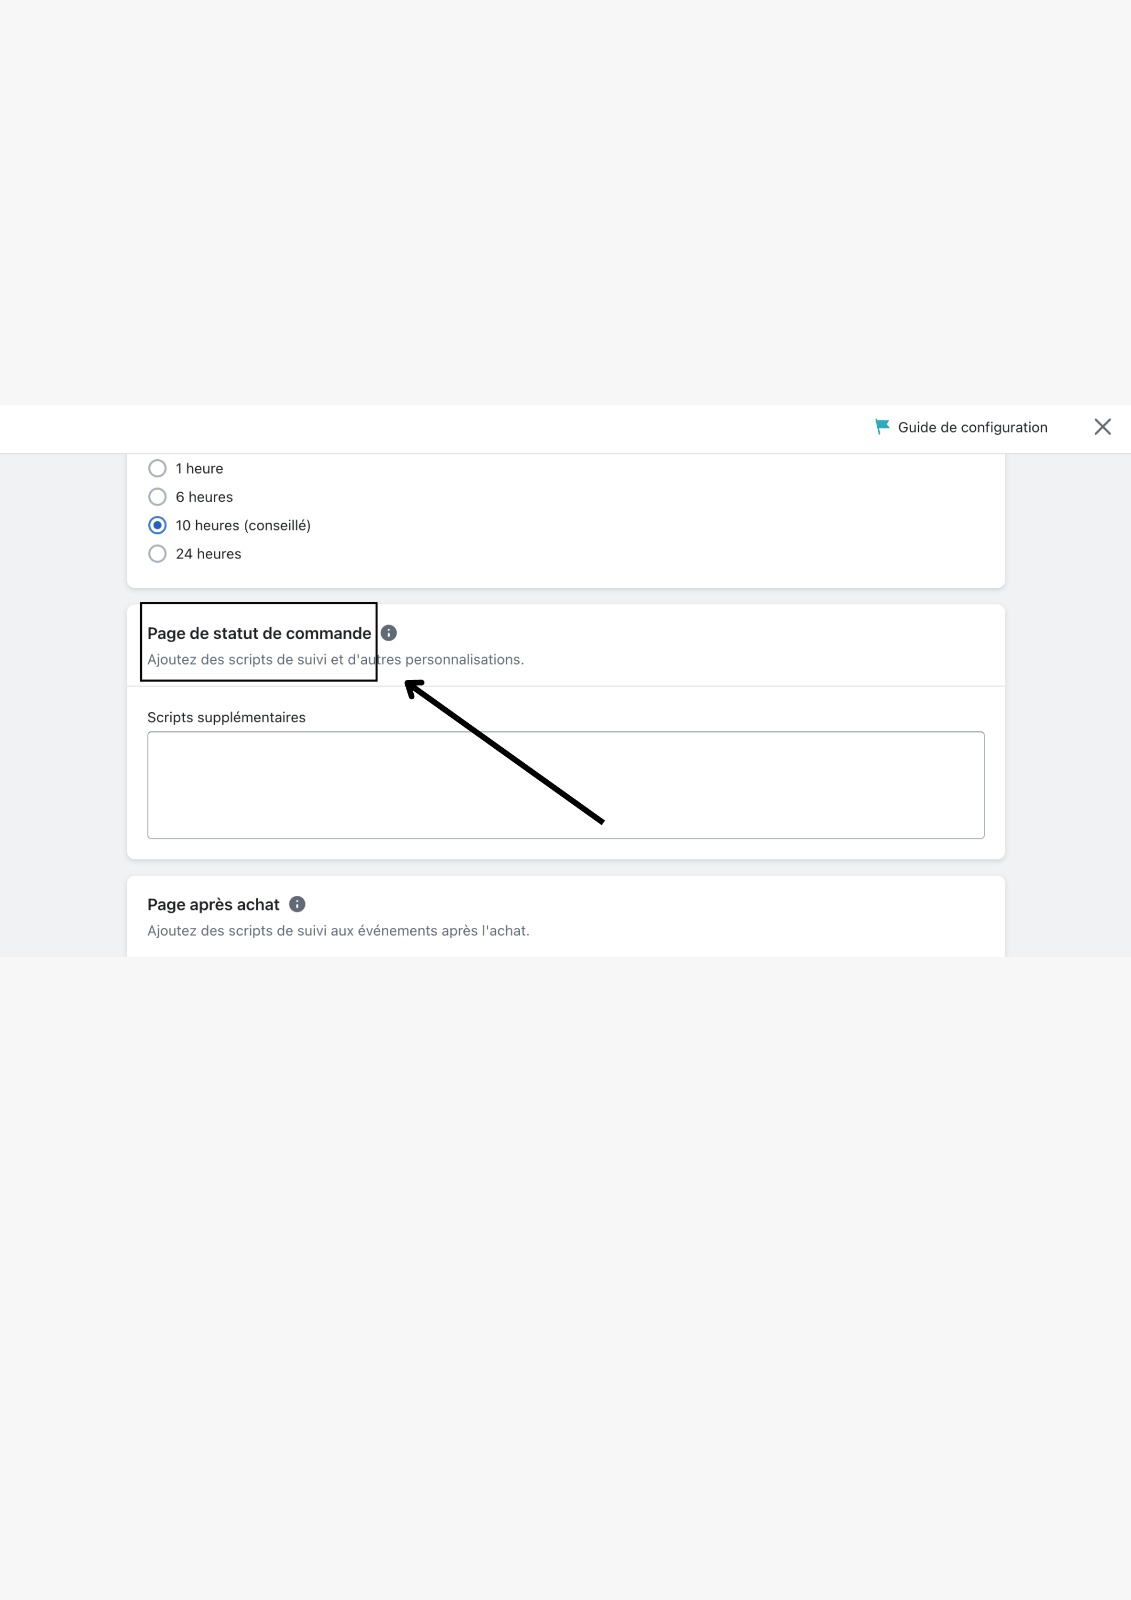 Guide de configuration
1 heure
6 heures
10 heures (conseillé)
24 heures
Page de statut de commande
Ajoutez des scripts de suivi et d'autres personnalisations.
Scripts supplémentaires
Page après achat
Ajoutez des scripts de suivi aux événements après l'achat.